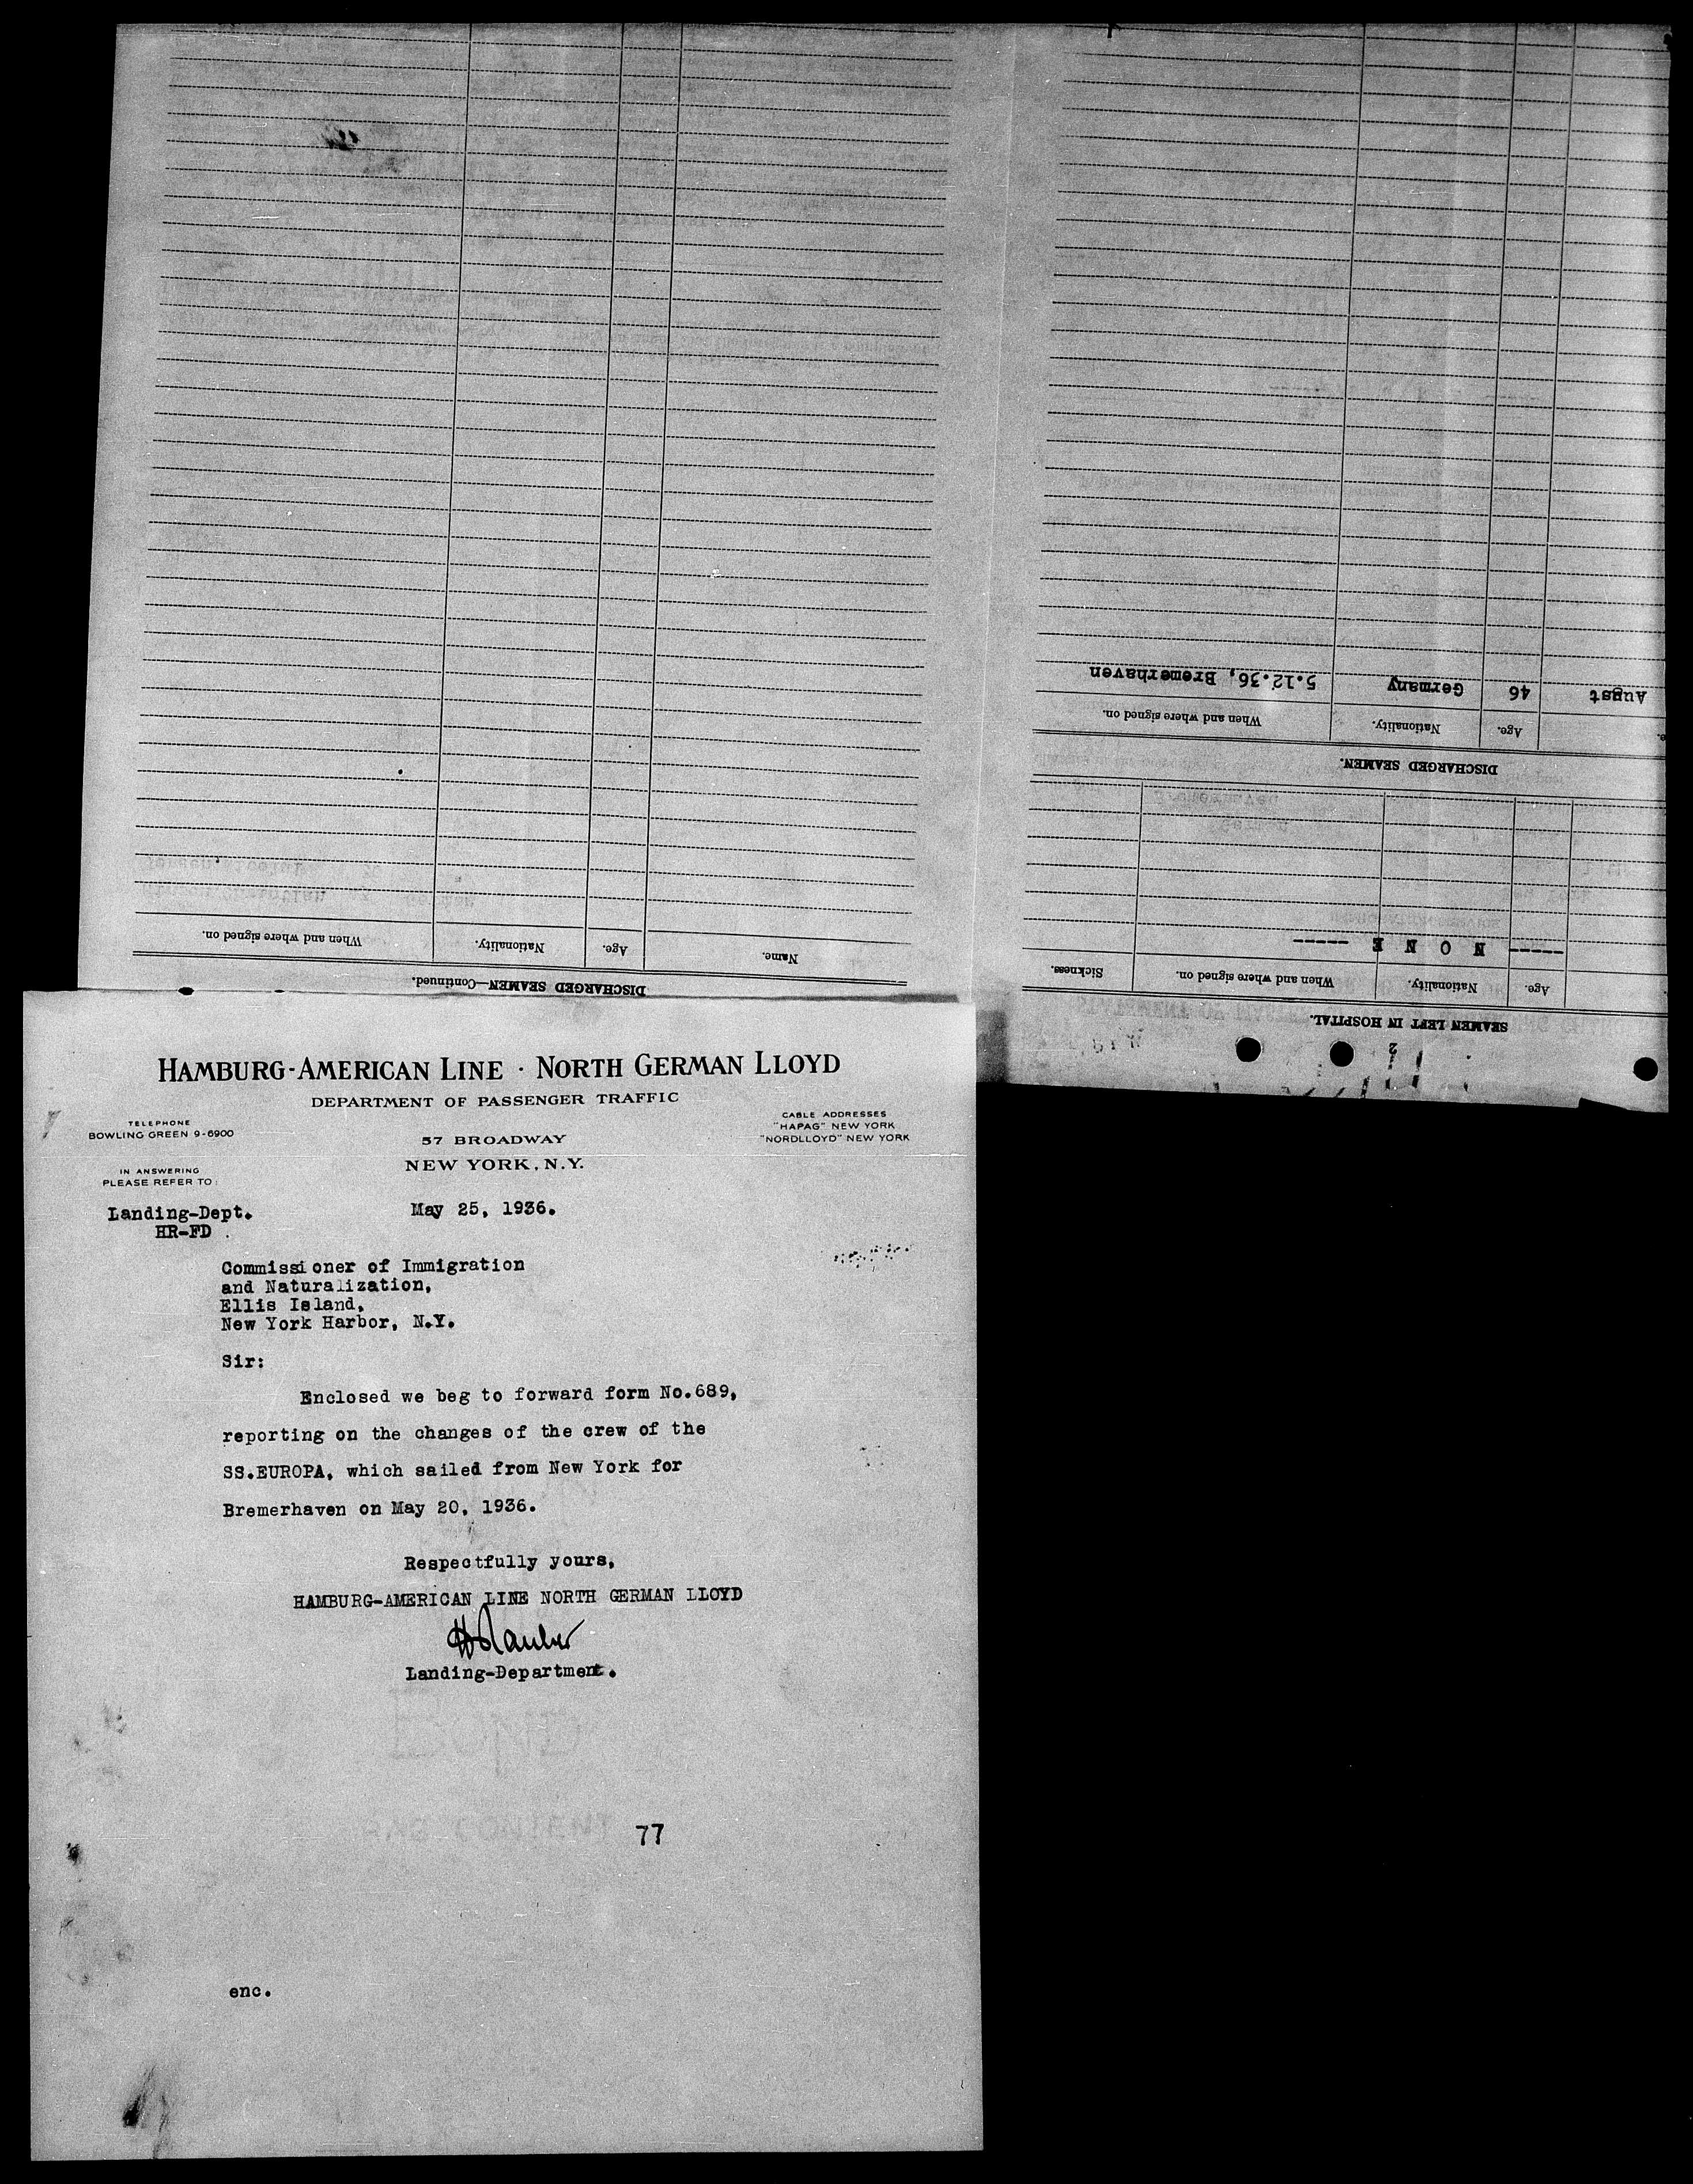 HAMBURG-AMERICAN LINE · NORTH GERMAN LLOYD
DEPARTMENT OF PASSENGER TRAFFIC
TELEPHONE
BOWLING GREEN 9-6900
57 BROADWAY
NEW YORK, N.Y.
CABLE ADDRESSES
"HAPAG" NEW YORK
"NORDLLOYD" NEW YORK
IN ANSWERING
PLEASE REFER TO:
Landing-Dept.
HR-FD
May 25, 1936.
Commissioner of Immigration
and Naturalization,
Ellis Island,
New York Harbor, N.Y.
Sir:
Enclosed we beg to forward form No.689,
reporting on the changes of the crew of the
SS.EUROPA, which sailed from New York for
Bremerhaven on May 20, 1936.
Respectfully yours,
HAMBURG-AMERICAN LINE NORTH GERMAN LLOYD
Landing-Department.
77
enc.
2
SEAMEN LEFT IN HOSPITAL.
Age. Nationality. When and where signed on. Sickness.
----- N O N E -----
DISCHARGED SEAMEN.
Age. Nationality. When and where signed on.
August 46 Germany 5.12.36, Bremerhaven
DISCHARGED SEAMEN—Continued.
Name. Age. Nationality. When and where signed on.